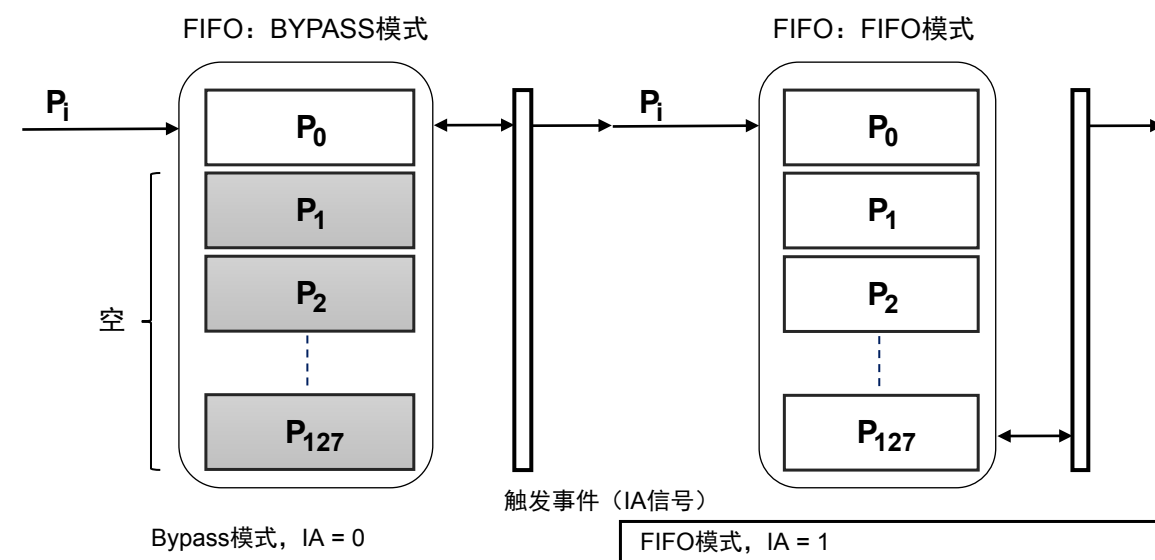 FIFO：BYPASS模式
FIFO：FIFO模式
Pi
P0
P1
P2
P127
空
Pi
P0
P1
P2
P127
触发事件（IA信号）
Bypass模式，IA = 0
FIFO模式，IA = 1